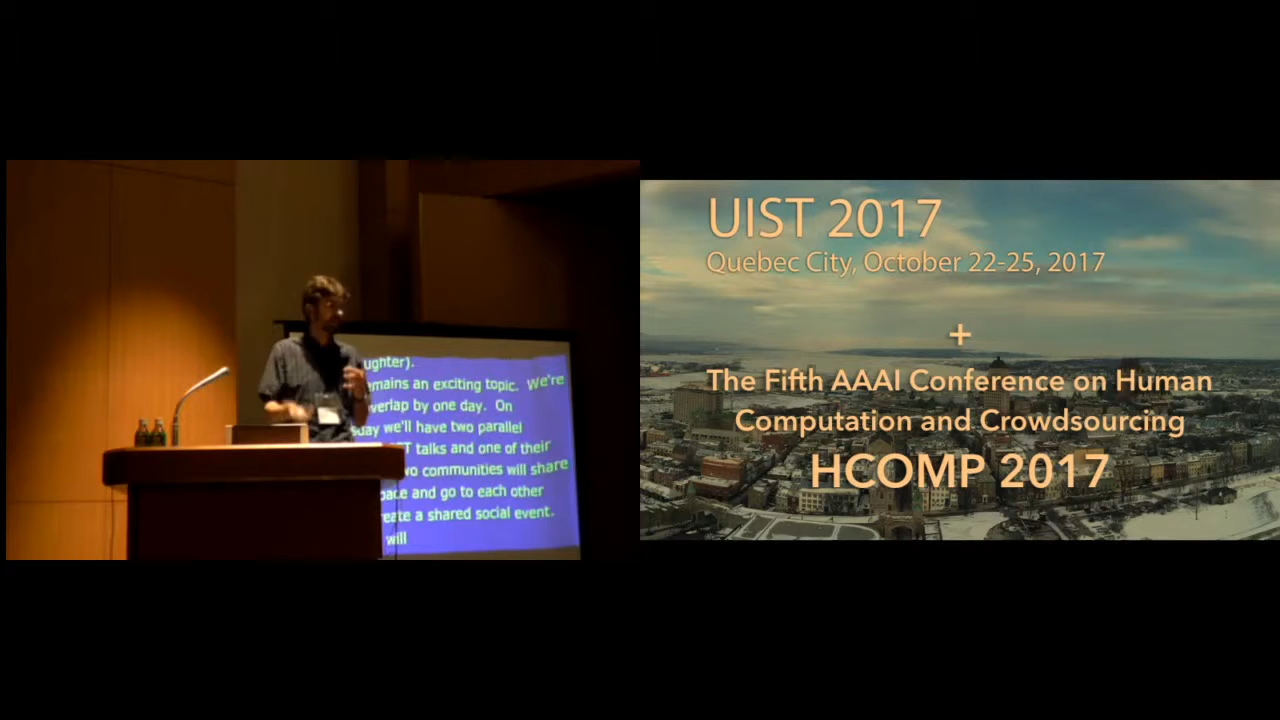 ughter).
emains an exciting topic. We're
verlap by one day. On
sday we'll have two parallel
T talks and one of their
wo communities will share
pace and go to each other
reate a shared social event.
will
UIST 2017
Quebec City, October 22-25, 2017
+
The Fifth AAAI Conference on Human
Computation and Crowdsourcing
HCOMP 2017